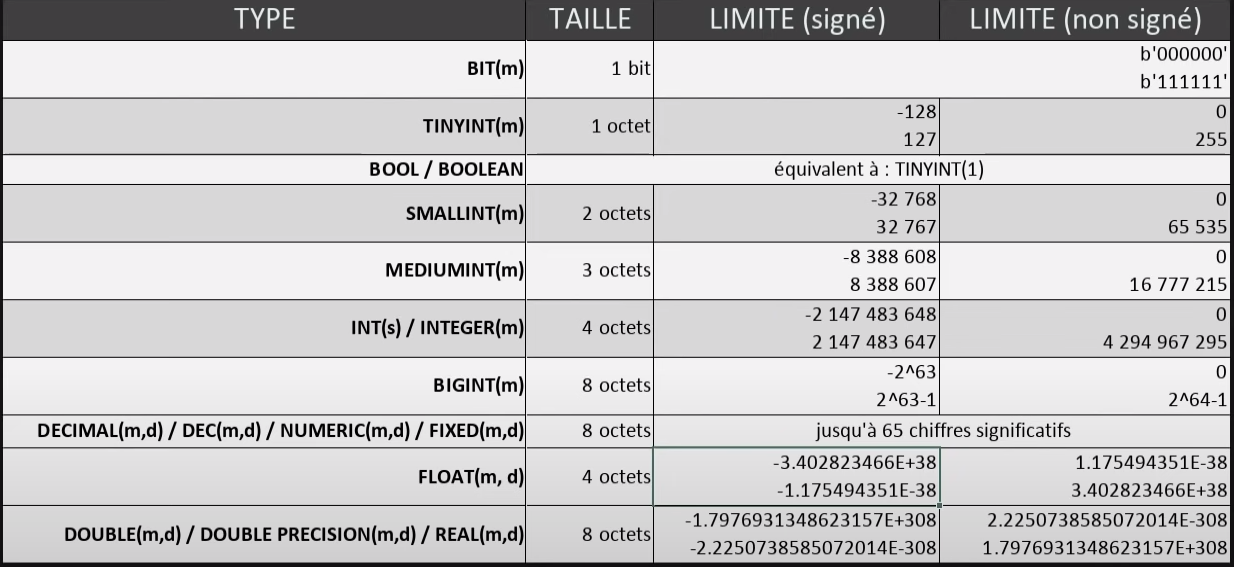 TYPE TAILLE LIMITE (signé) LIMITE (non signé)
BIT(m) 1 bit b'000000'
b'111111'
TINYINT(m) 1 octet -128 0
127 255
BOOL / BOOLEAN équivalent à : TINYINT(1)
SMALLINT(m) 2 octets -32 768 0
32 767 65 535
MEDIUMINT(m) 3 octets -8 388 608 0
8 388 607 16 777 215
INT(s) / INTEGER(m) 4 octets -2 147 483 648 0
2 147 483 647 4 294 967 295
BIGINT(m) 8 octets -2^63 0
2^63-1 2^64-1
DECIMAL(m,d) / DEC(m,d) / NUMERIC(m,d) / FIXED(m,d) 8 octets jusqu'à 65 chiffres significatifs
FLOAT(m, d) 4 octets -3.402823466E+38 1.175494351E-38
-1.175494351E-38 3.402823466E+38
DOUBLE(m,d) / DOUBLE PRECISION(m,d) / REAL(m,d) 8 octets -1.7976931348623157E+308 2.2250738585072014E-308
-2.2250738585072014E-308 1.7976931348623157E+308